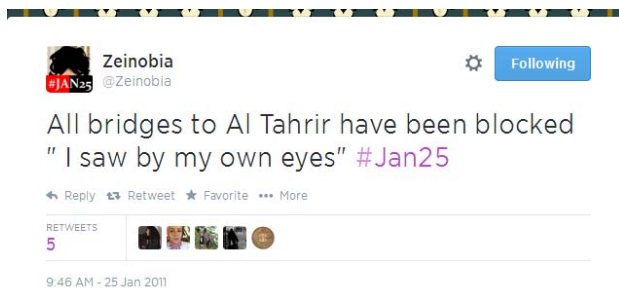 #JAN25
Zeinobia
@Zeinobia
Following
All bridges to Al Tahrir have been blocked
" I saw by my own eyes" #Jan25
Reply Retweet Favorite More
RETWEETS
5
9:46 AM - 25 Jan 2011